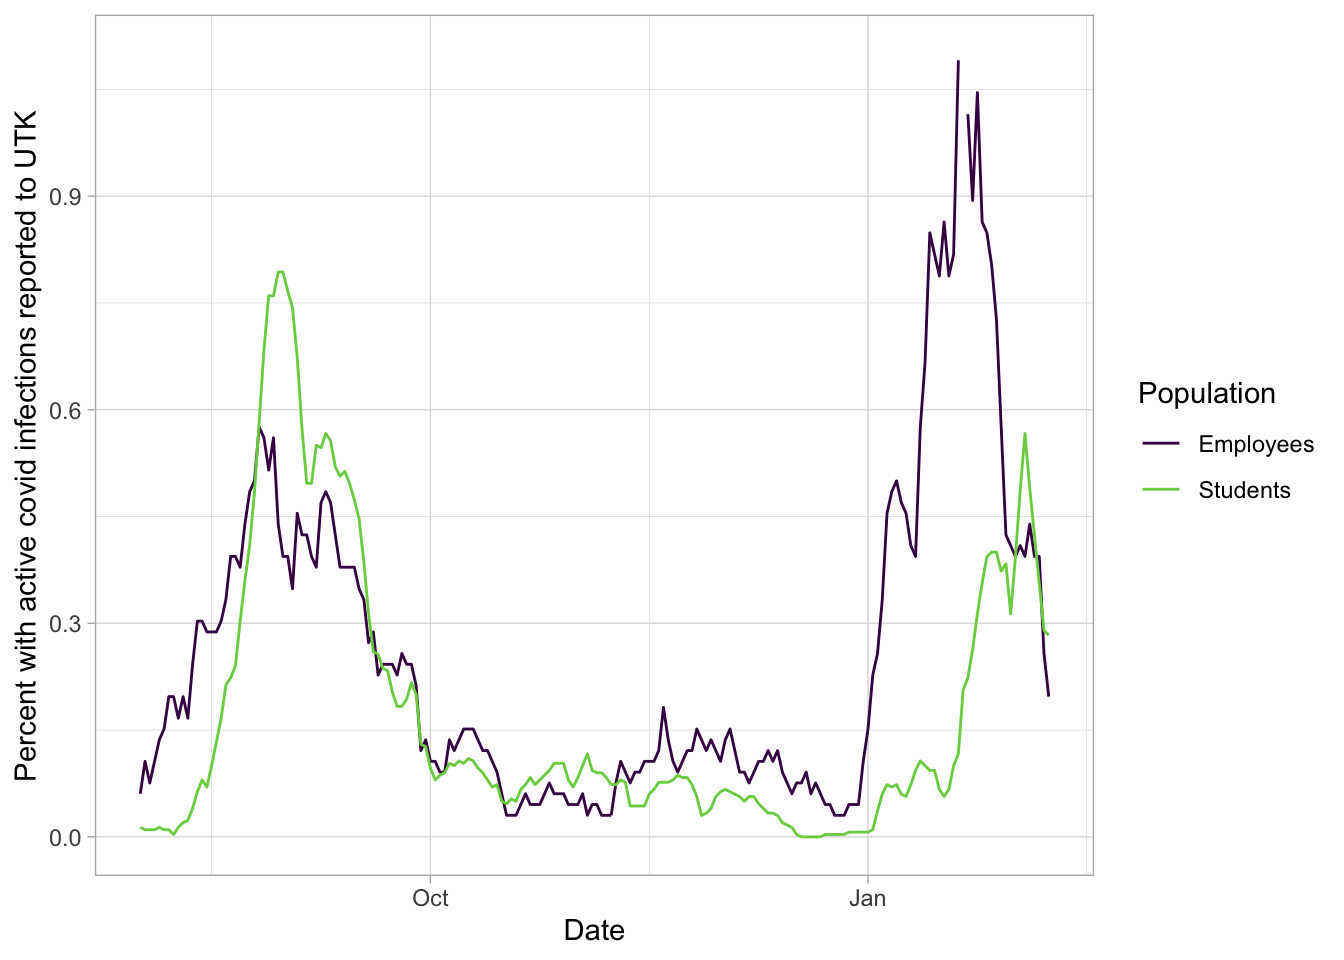 Percent with active covid infections reported to UTK
0.9
0.6
0.3
0.0
Oct
Jan
Date
Population
Employees
Students